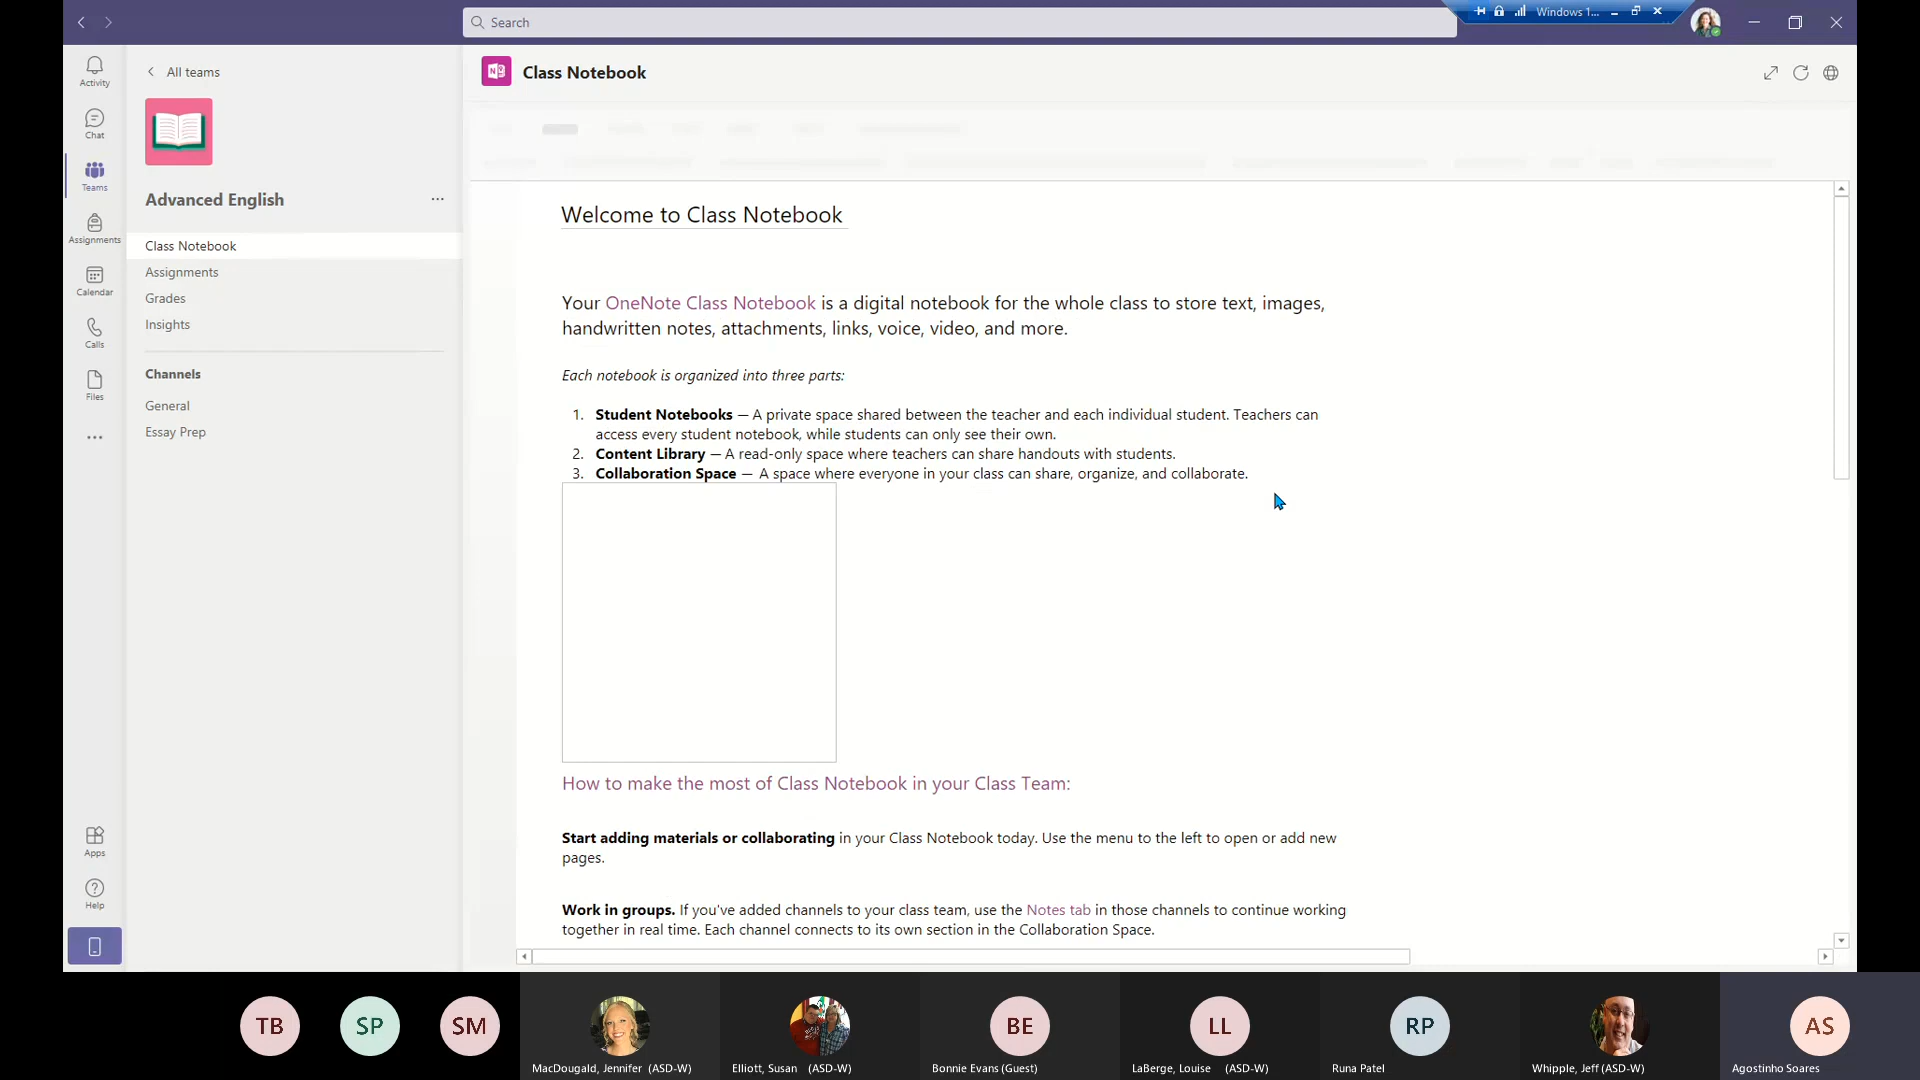 Search
Windows 1...
Activity
Chat
Teams
Assignments
Calendar
Calls
Files
Apps
Help
All teams
Advanced English
Class Notebook
Assignments
Grades
Insights
Channels
General
Essay Prep
Class Notebook
Welcome to Class Notebook
Your OneNote Class Notebook is a digital notebook for the whole class to store text, images,
handwritten notes, attachments, links, voice, video, and more.
Each notebook is organized into three parts:
1. Student Notebooks — A private space shared between the teacher and each individual student. Teachers can
access every student notebook, while students can only see their own.
2. Content Library — A read-only space where teachers can share handouts with students.
3. Collaboration Space — A space where everyone in your class can share, organize, and collaborate.
How to make the most of Class Notebook in your Class Team:
Start adding materials or collaborating in your Class Notebook today. Use the menu to the left to open or add new
pages.
Work in groups. If you've added channels to your class team, use the Notes tab in those channels to continue working
together in real time. Each channel connects to its own section in the Collaboration Space.
TB
SP
SM
BE
LL
RP
AS
MacDougald, Jennifer (ASD-W)
Elliott, Susan (ASD-W)
Bonnie Evans (Guest)
LaBerge, Louise (ASD-W)
Runa Patel
Whipple, Jeff (ASD-W)
Agostinho Soares